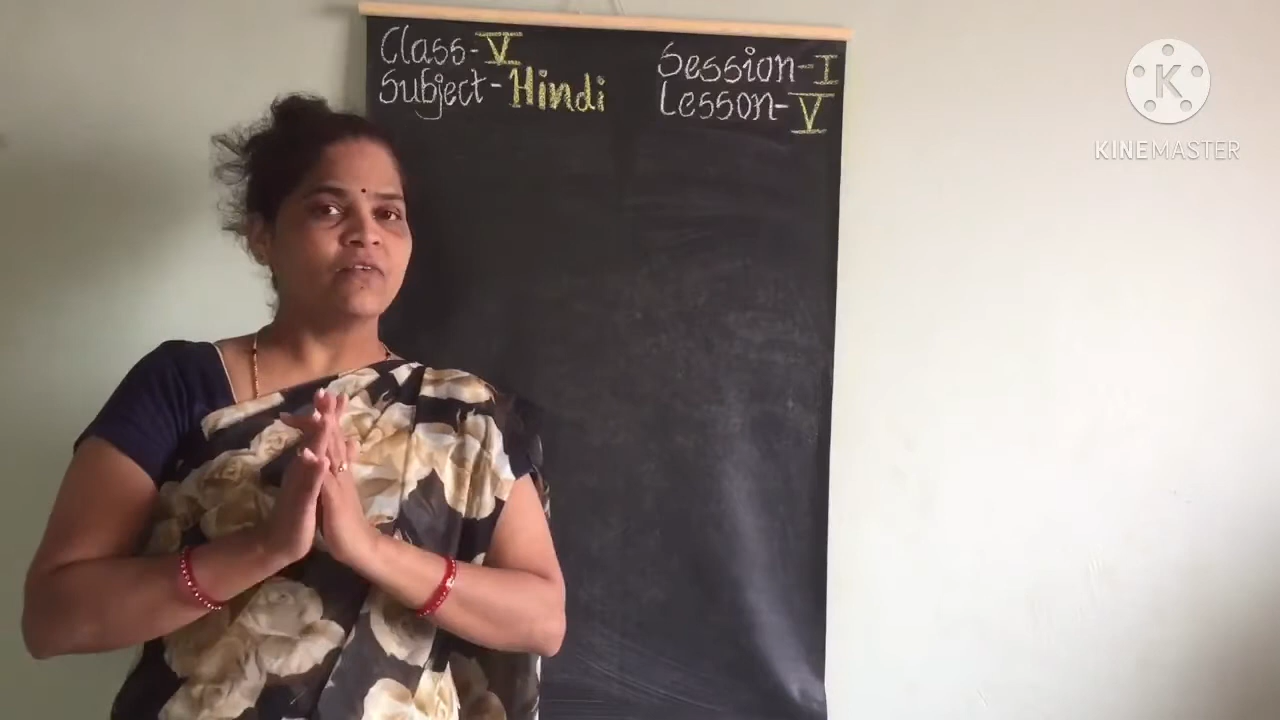 Class-V
Subject-Hindi
Session-I
Lesson-V
K
KINEMASTER